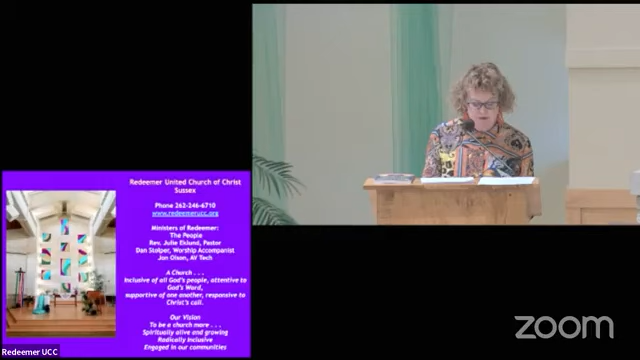 Redeemer United Church of Christ
Sussex
Phone 262-246-6710
www.redeemerucc.org
Ministers of Redeemer:
The People
Rev. Julie Eklund, Pastor
Dan Stolper, Worship Accompanist
Jon Olson, AV Tech
A Church . . .
Inclusive of all God's people, attentive to
God's Word,
supportive of one another, responsive to
Christ's call.
Our Vision
To be a church more . . .
Spiritually alive and growing
Radically inclusive
Engaged in our communities
Redeemer UCC
zoom